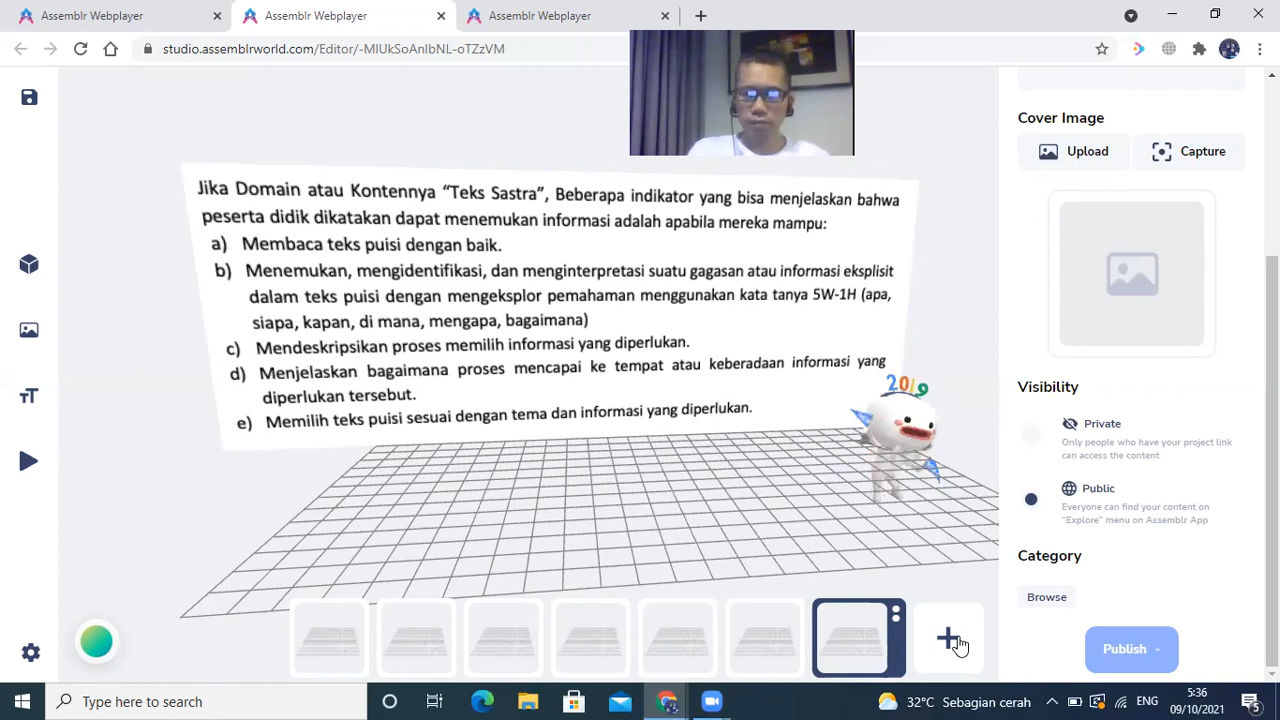 Assemblr Webplayer
Assemblr Webplayer
Assemblr Webplayer
Jika Domain atau Kontennya “Teks Sastra”, Beberapa indikator yang bisa menjelaskan bahwa
peserta didik dikatakan dapat menemukan informasi adalah apabila mereka mampu:
a) Membaca teks puisi dengan baik.
b) Menemukan, mengidentifikasi, dan menginterpretasi suatu gagasan atau informasi eksplisit
dalam teks puisi dengan mengeksplor pemahaman menggunakan kata tanya 5W-1H (apa,
siapa, kapan, di mana, mengapa, bagaimana)
c) Mendeskripsikan proses memilih informasi yang diperlukan.
d) Menjelaskan bagaimana proses mencapai ke tempat atau keberadaan informasi yang
diperlukan tersebut.
e) Memilih teks puisi sesuai dengan tema dan informasi yang diperlukan.
2019
Cover Image
Upload
Capture
Visibility
Private
Only people who have your project link
can access the content
Public
Everyone can find your content on
“Explore” menu on Assemblr App
Category
Browse
Publish
Type here to search
32°C Sebagian cerah
ENG
5:36
09/10/2021
5